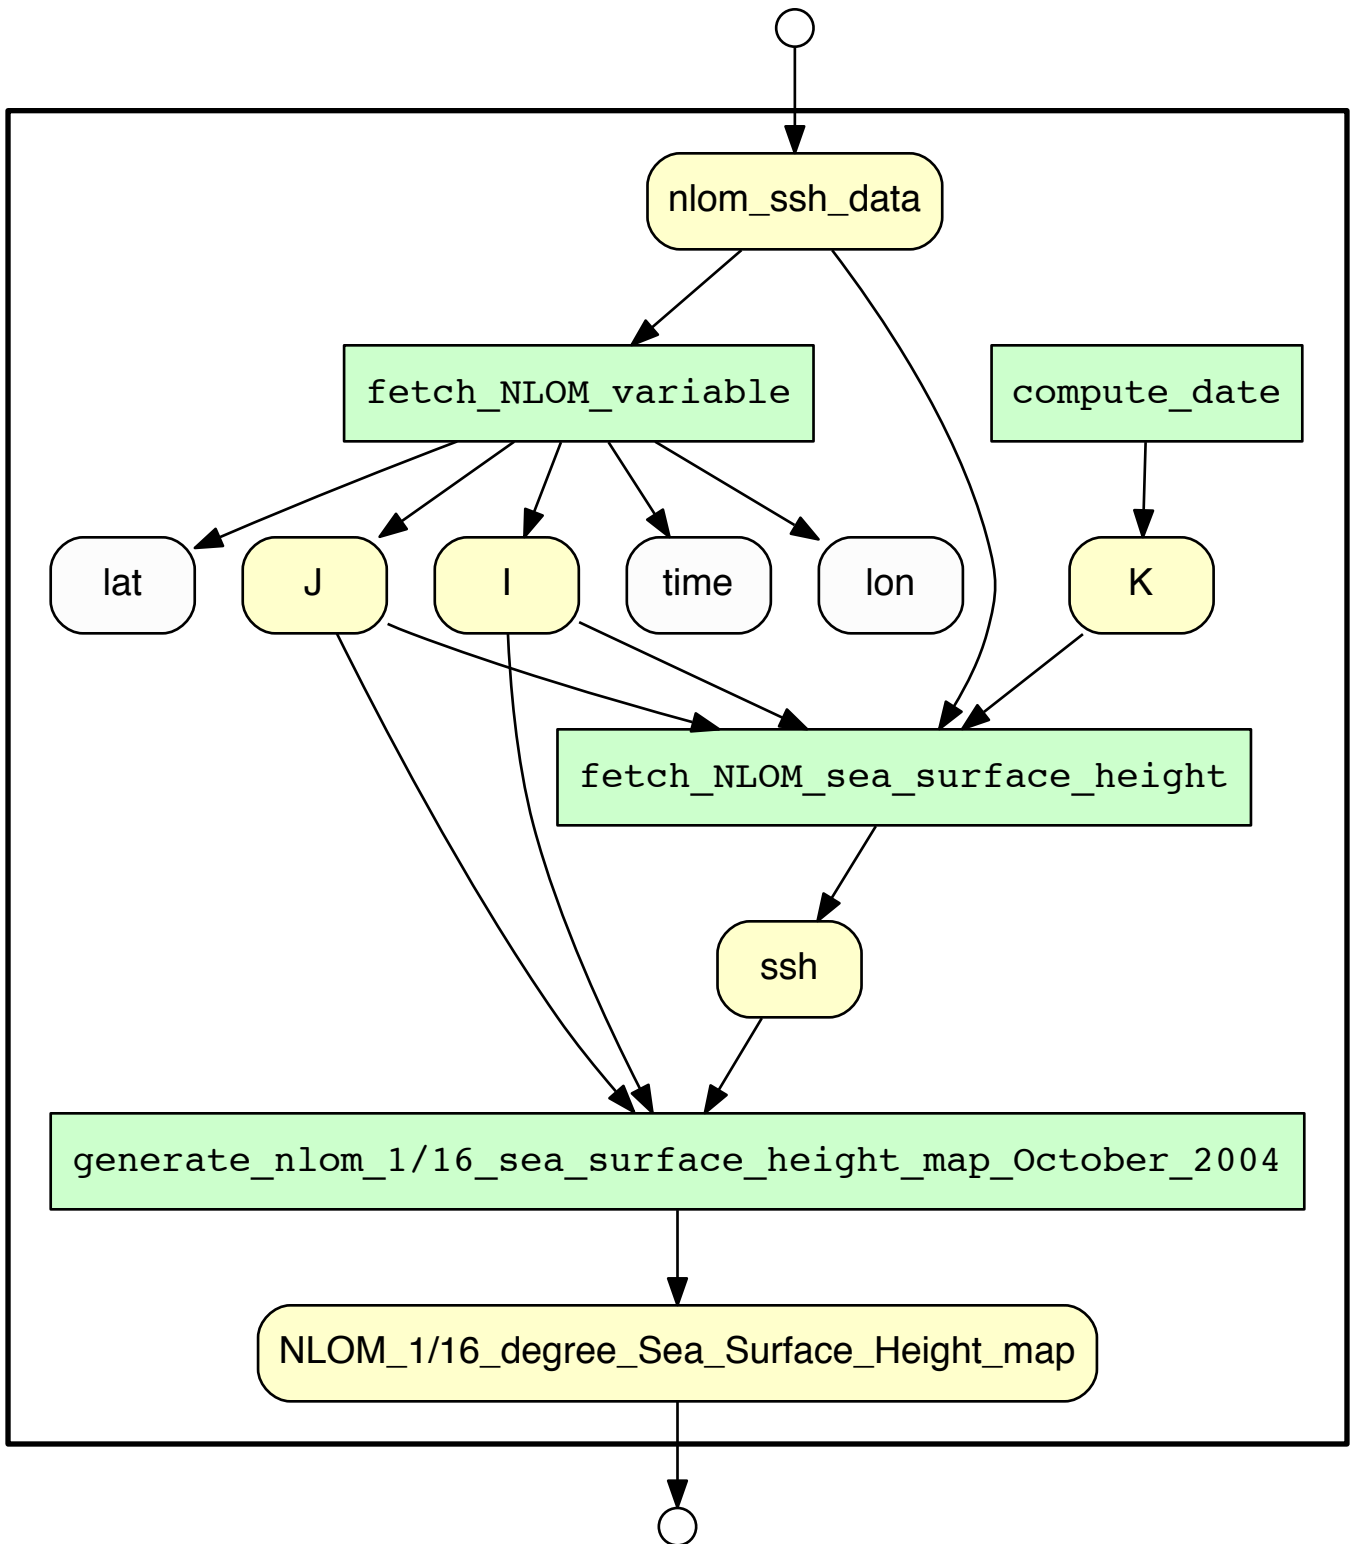 nlom_ssh_data
fetch_NLOM_variable
compute_date
lat
J
I
time
lon
K
fetch_NLOM_sea_surface_height
ssh
generate_nlom_1/16_sea_surface_height_map_October_2004
NLOM_1/16_degree_Sea_Surface_Height_map